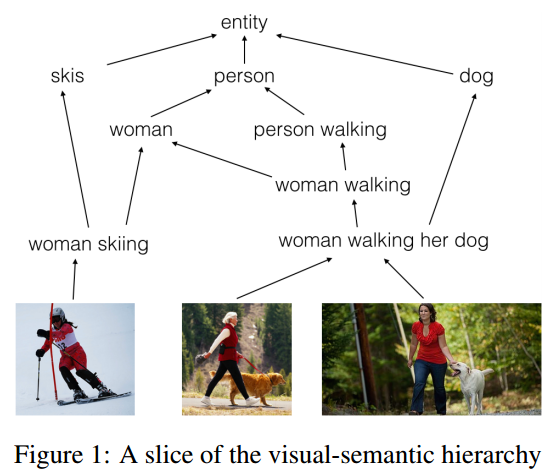 entity
skis
person
dog
woman
person walking
woman walking
woman skiing
woman walking her dog
Figure 1: A slice of the visual-semantic hierarchy